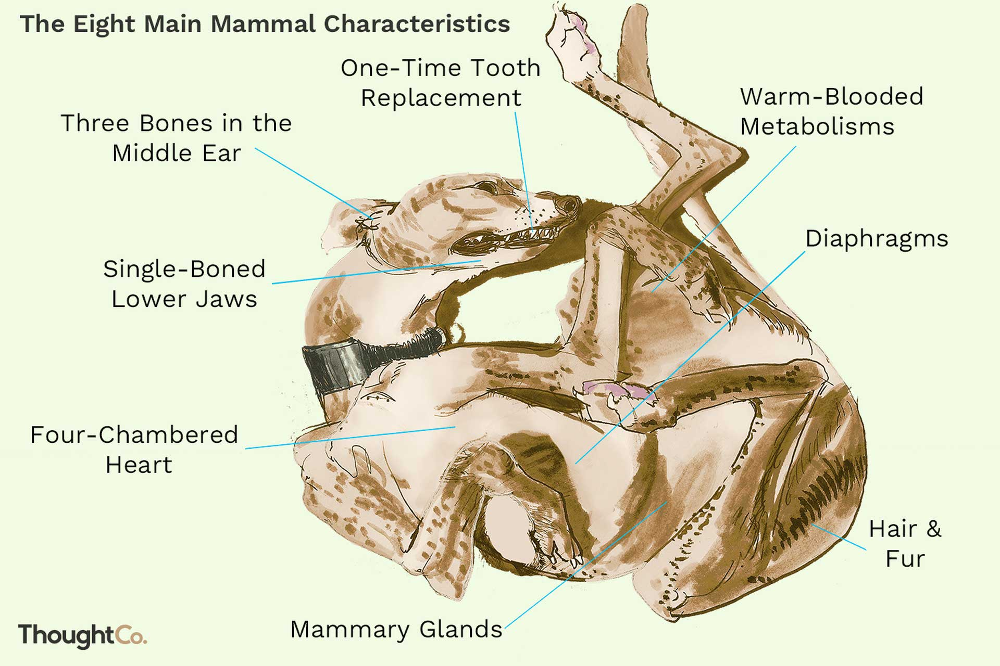 The Eight Main Mammal Characteristics
One-Time Tooth
Replacement
Warm-Blooded
Metabolisms
Three Bones in the
Middle Ear
Diaphragms
Single-Boned
Lower Jaws
Four-Chambered
Heart
Hair &
Fur
Mammary Glands
ThoughtCo.